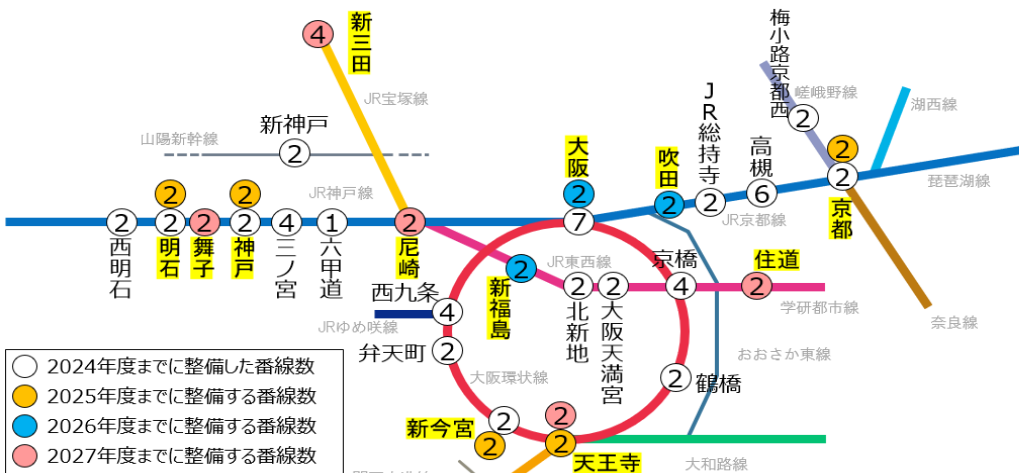 梅小路京都西
2
嵯峨野線
湖西線
4
新三田
JR宝塚線
新神戸
2
山陽新幹線
大阪
2
7
吹田
2
JR総持寺
2
高槻
6
JR京都線
2
2
京都
琵琶湖線
奈良線
JR神戸線
2
西明石
2
2
明石
2
舞子
2
2
神戸
4
三ノ宮
1
六甲道
2
尼崎
2
新福島
JR東西線
2
北新地
2
大阪天満宮
京橋
4
住道
2
学研都市線
西九条
4
JRゆめ咲線
弁天町
2
大阪環状線
2
鶴橋
おおさか東線
新今宮
2
2
2
2
天王寺
大和路線
2024年度までに整備した番線数
2025年度までに整備する番線数
2026年度までに整備する番線数
2027年度までに整備する番線数